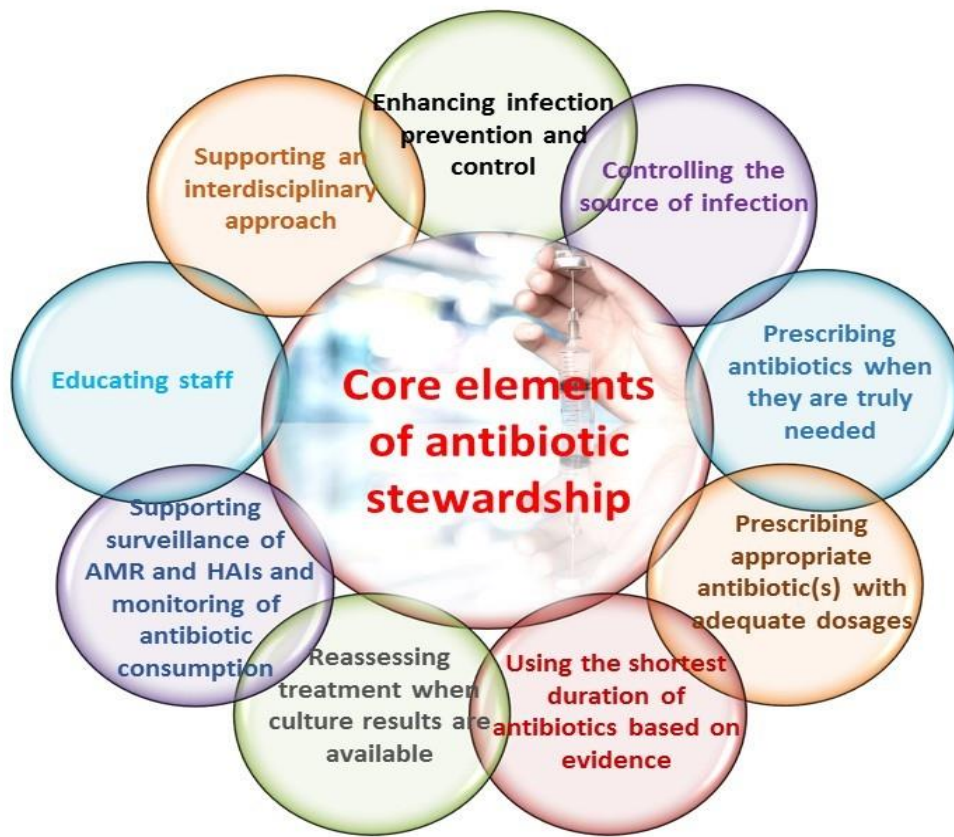 Core elements
of antibiotic
stewardship
Enhancing infection
prevention and
control
Controlling the
source of infection
Prescribing
antibiotics when
they are truly
needed
Prescribing
appropriate
antibiotic(s) with
adequate dosages
Using the shortest
duration of
antibiotics based on
evidence
Reassessing
treatment when
culture results are
available
Supporting
surveillance of
AMR and HAIs and
monitoring of
antibiotic
consumption
Educating staff
Supporting an
interdisciplinary
approach